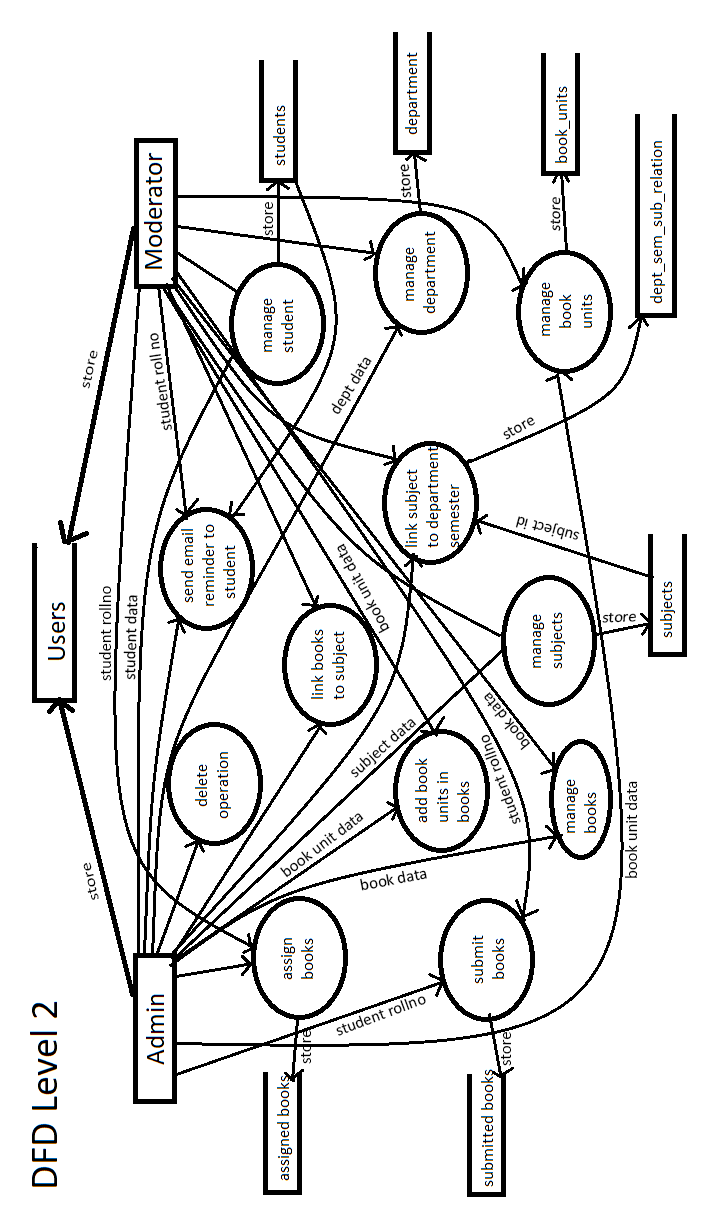 DFD Level 2
Users
store
store
Admin
Moderator
student rollno
student data
student roll no
send email
reminder to
student
delete
operation
manage
student
store
students
link books
to subject
dept data
manage
department
store
department
assign
books
store
assigned books
book unit data
subject data
book unit data
add book
units in
books
link subject
to department
semester
book data
student rollno
student rollno
book data
submit
books
store
submitted books
manage
subjects
store
subjects
subject id
store
manage
book
units
store
book_units
manage
books
book unit data
dept_sem_sub_relation